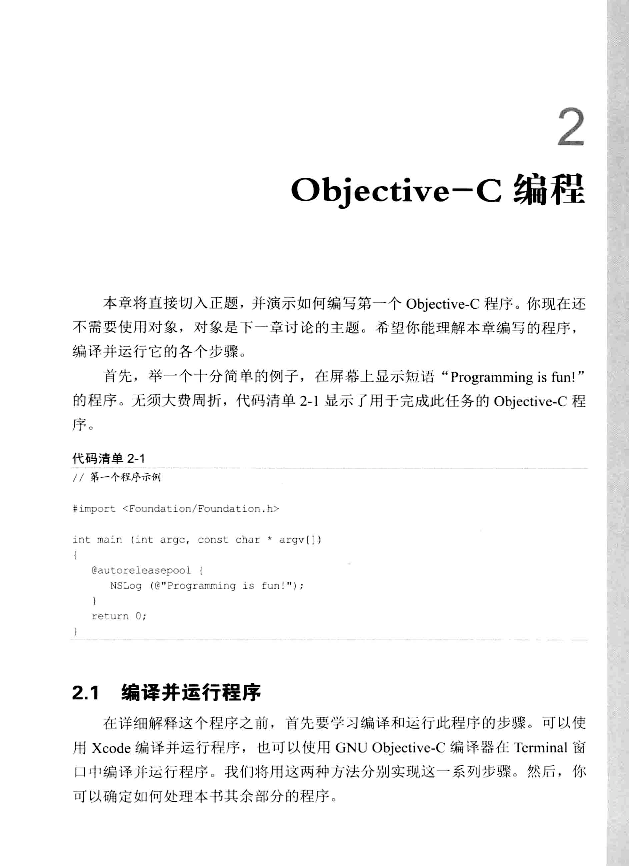 2
Objective-C 编程
本章将直接切入正题，并演示如何编写第一个 Objective-C 程序。你现在还
不需要使用对象，对象是下一章讨论的主题。希望你能理解本章编写的程序，
编译并运行它的各个步骤。
首先，举一个十分简单的例子，在屏幕上显示短语“Programming is fun!”
的程序。无须大费周折，代码清单 2-1 显示了用于完成此任务的 Objective-C 程
序。
代码清单 2-1
// 第一个程序示例
#import <Foundation/Foundation.h>
int main (int argc, const char * argv[])
{
@autoreleasepool {
NSLog (@"Programming is fun!");
}
return 0;
}
2.1 编译并运行程序
在详细解释这个程序之前，首先要学习编译和运行此程序的步骤。可以使
用 Xcode 编译并运行程序，也可以使用 GNU Objective-C 编译器在 Terminal 窗
口中编译并运行程序。我们将用这两种方法分别实现这一系列步骤。然后，你
可以确定如何处理本书其余部分的程序。